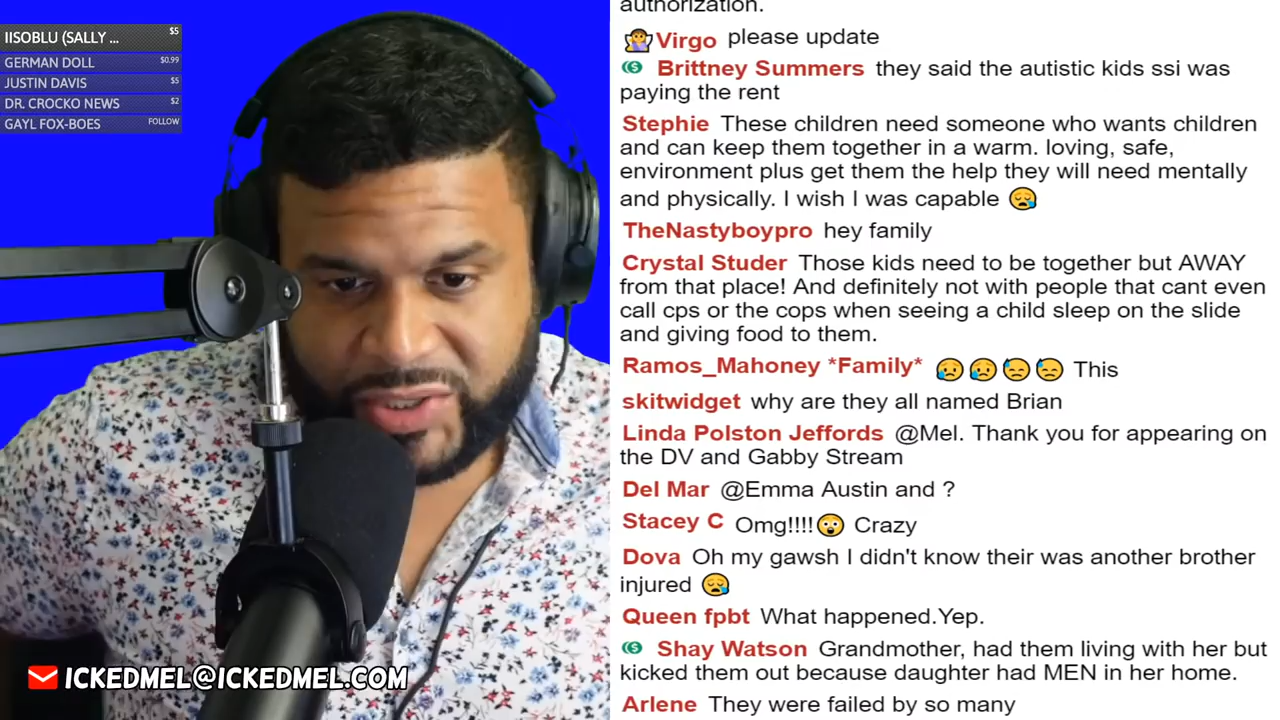 IISOBLU (SALLY ... $5
GERMAN DOLL $0.99
JUSTIN DAVIS $5
DR. CROCKO NEWS $2
GAYL FOX-BOES FOLLOW
ICKEDMEL@ICKEDMEL.COM
authorization.
Virgo please update
Brittney Summers they said the autistic kids ssi was
paying the rent
Stephie These children need someone who wants children
and can keep them together in a warm. loving, safe,
environment plus get them the help they will need mentally
and physically. I wish I was capable 😪
TheNastyboypro hey family
Crystal Studer Those kids need to be together but AWAY
from that place! And definitely not with people that cant even
call cps or the cops when seeing a child sleep on the slide
and giving food to them.
Ramos_Mahoney *Family* 😥😥😓😓 This
skitwidget why are they all named Brian
Linda Polston Jeffords @Mel. Thank you for appearing on
the DV and Gabby Stream
Del Mar @Emma Austin and ?
Stacey C Omg!!!!😲 Crazy
Dova Oh my gawsh I didn't know their was another brother
injured 😪
Queen fpbt What happened.Yep.
Shay Watson Grandmother, had them living with her but
kicked them out because daughter had MEN in her home.
Arlene They were failed by so many